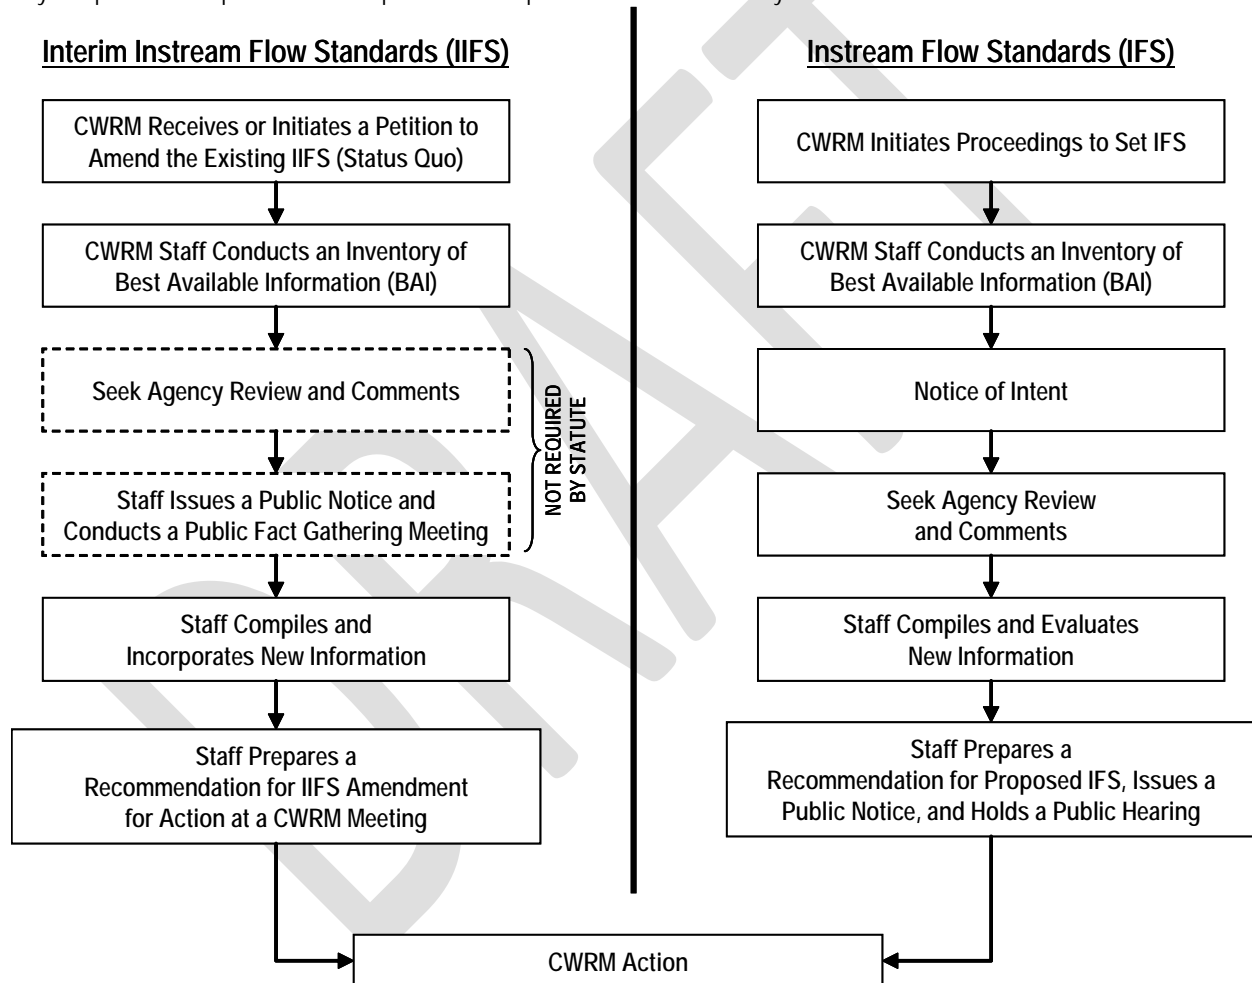 Interim Instream Flow Standards (IIFS)
CWRM Receives or Initiates a Petition to
Amend the Existing IIFS (Status Quo)
CWRM Staff Conducts an Inventory of
Best Available Information (BAI)
Seek Agency Review and Comments
Staff Issues a Public Notice and
Conducts a Public Fact Gathering Meeting
NOT REQUIRED
BY STATUTE
Staff Compiles and
Incorporates New Information
Staff Prepares a
Recommendation for IIFS Amendment
for Action at a CWRM Meeting
Instream Flow Standards (IFS)
CWRM Initiates Proceedings to Set IFS
CWRM Staff Conducts an Inventory of
Best Available Information (BAI)
Notice of Intent
Seek Agency Review
and Comments
Staff Compiles and Evaluates
New Information
Staff Prepares a
Recommendation for Proposed IFS, Issues a
Public Notice, and Holds a Public Hearing
CWRM Action
DRAFT